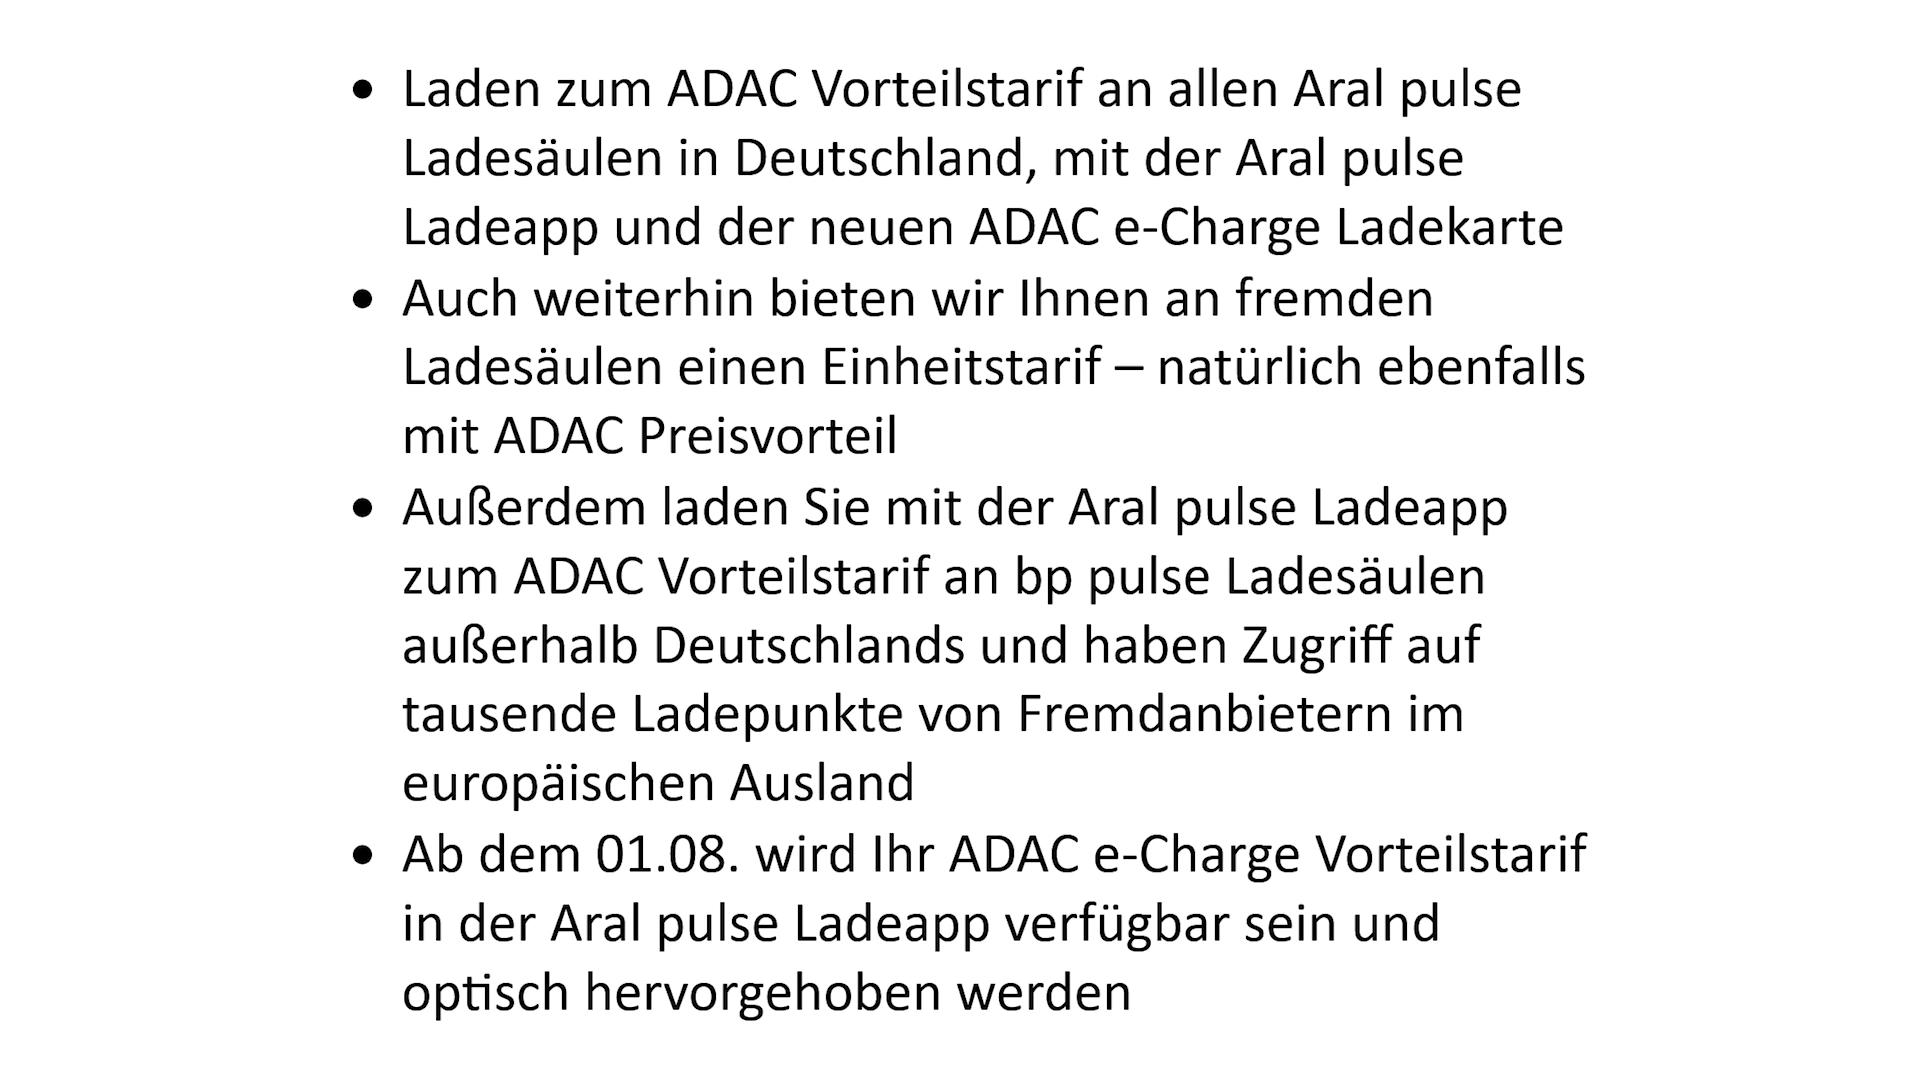 • Laden zum ADAC Vorteilstarif an allen Aral pulse
Ladesäulen in Deutschland, mit der Aral pulse
Ladeapp und der neuen ADAC e-Charge Ladekarte
• Auch weiterhin bieten wir Ihnen an fremden
Ladesäulen einen Einheitstarif – natürlich ebenfalls
mit ADAC Preisvorteil
• Außerdem laden Sie mit der Aral pulse Ladeapp
zum ADAC Vorteilstarif an bp pulse Ladesäulen
außerhalb Deutschlands und haben Zugriff auf
tausende Ladepunkte von Fremdanbietern im
europäischen Ausland
• Ab dem 01.08. wird Ihr ADAC e-Charge Vorteilstarif
in der Aral pulse Ladeapp verfügbar sein und
optisch hervorgehoben werden